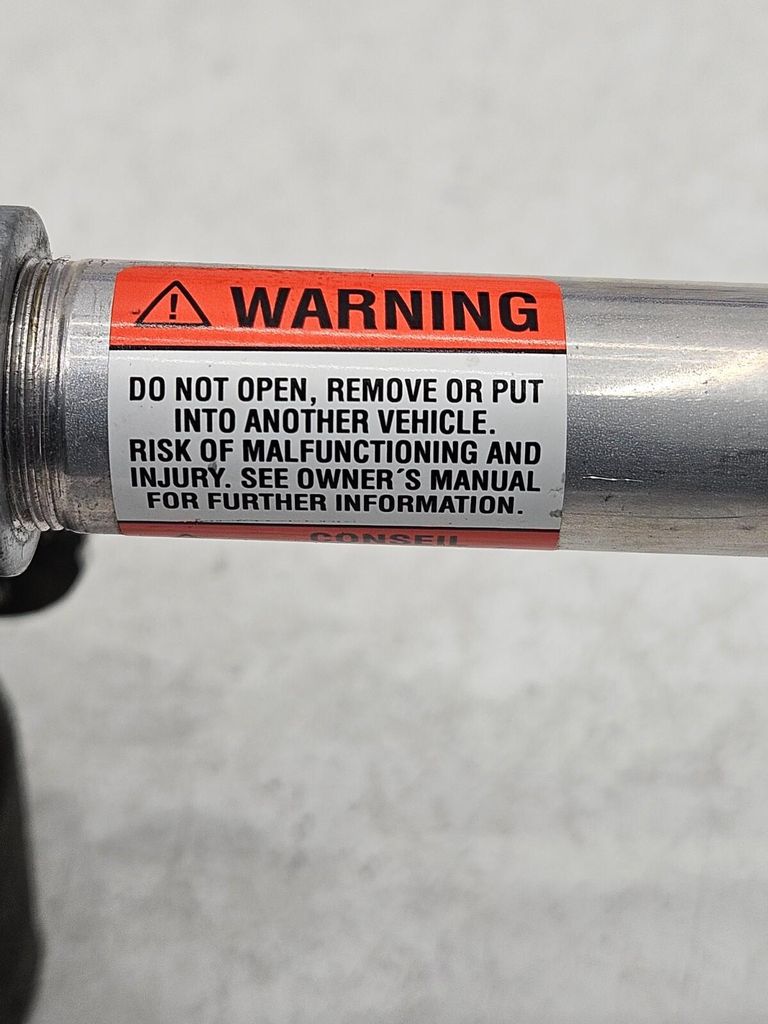 WARNING
DO NOT OPEN, REMOVE OR PUT
INTO ANOTHER VEHICLE.
RISK OF MALFUNCTIONING AND
INJURY. SEE OWNER´S MANUAL
FOR FURTHER INFORMATION.
CONSEIL